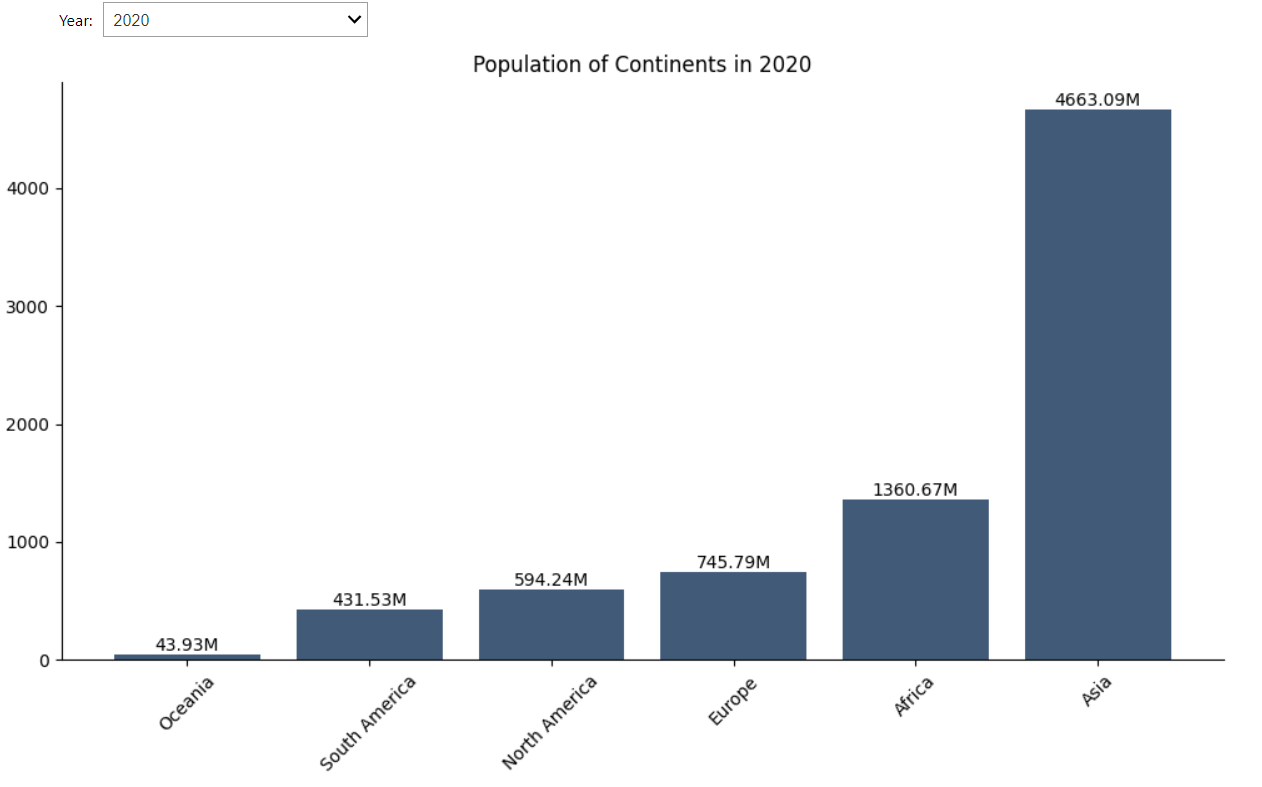 Year: 2020
Population of Continents in 2020
4663.09M
4000
3000
2000
1360.67M
1000
745.79M
594.24M
431.53M
43.93M
0
Oceania
South America
North America
Europe
Africa
Asia